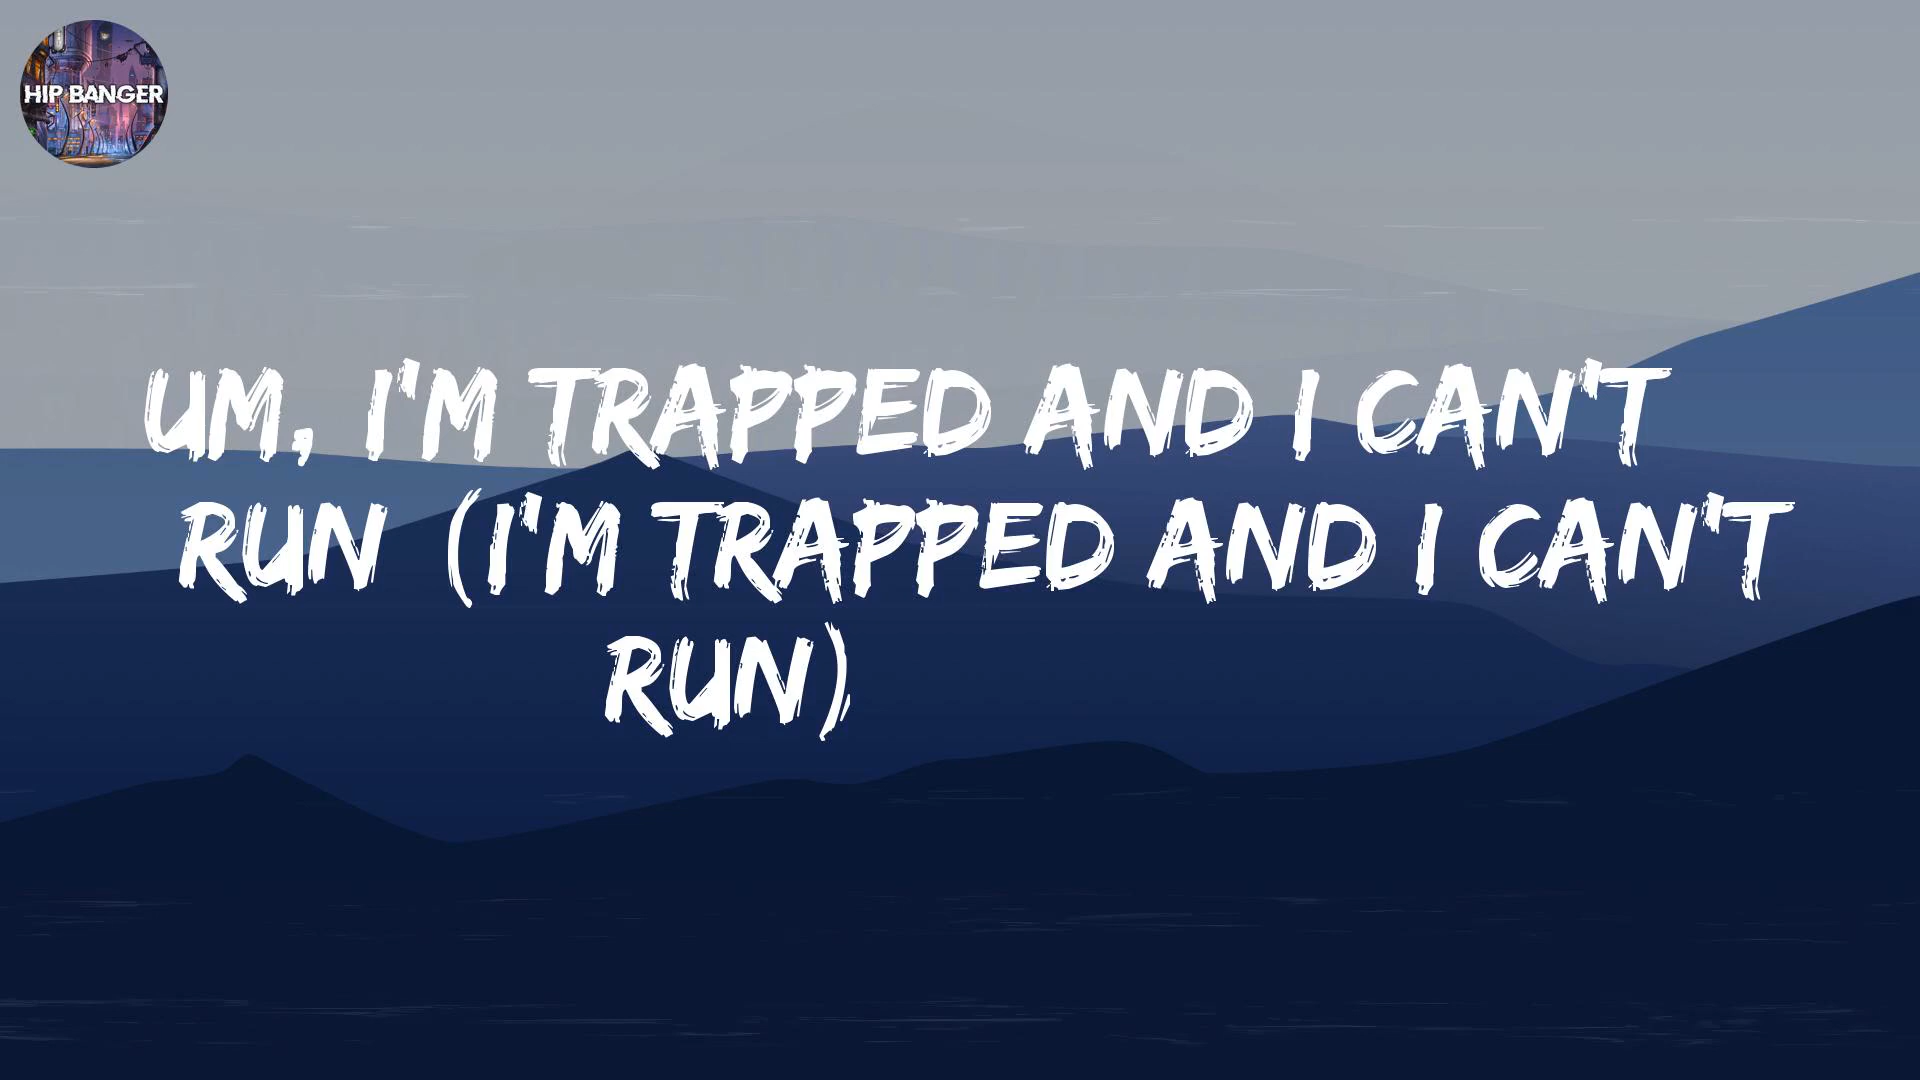 HIP BANGER
UM, I'M TRAPPED AND I CAN'T
RUN (I'M TRAPPED AND I CAN'T
RUN)